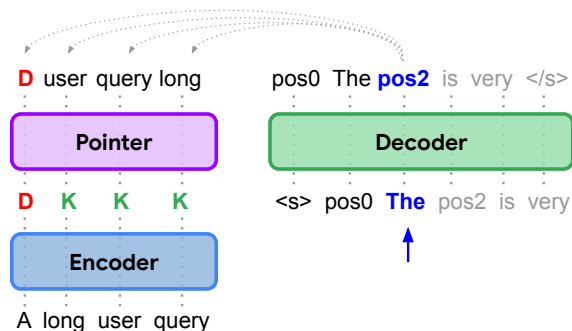 D user query long
pos0 The pos2 is very </s>
Pointer
Decoder
D K K K
<s> pos0 The pos2 is very
Encoder
A long user query